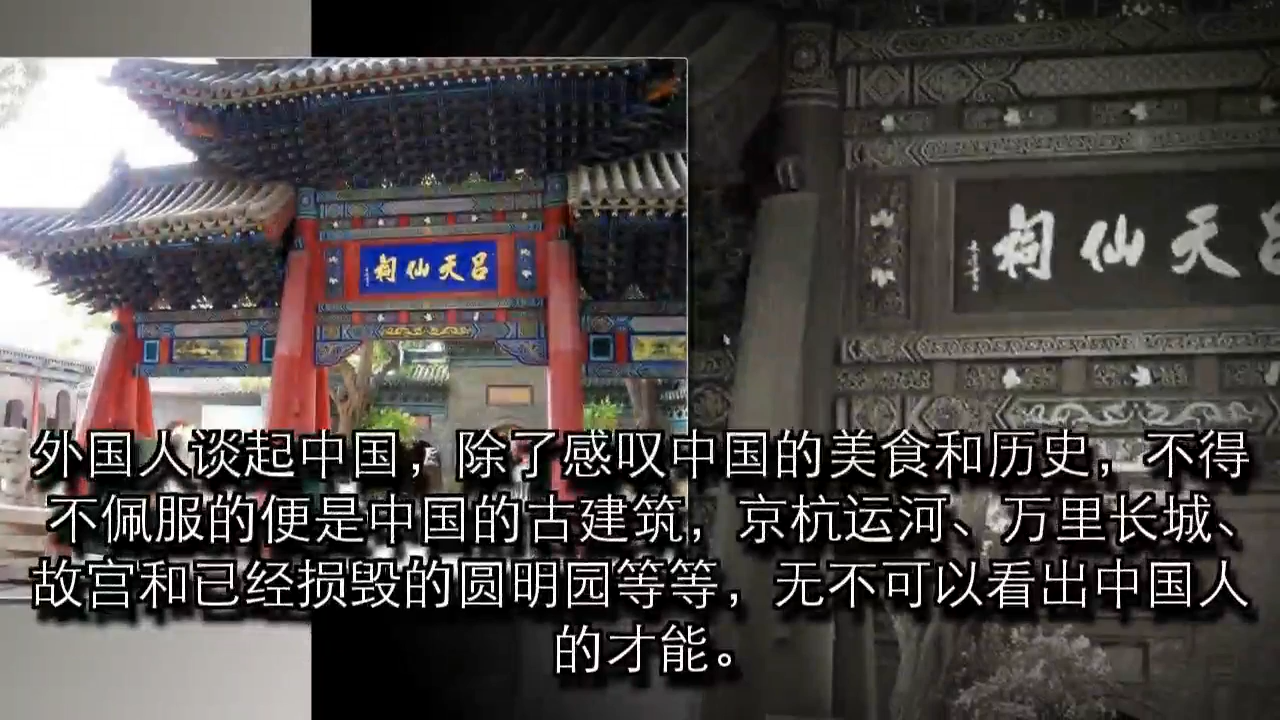 吕天仙祠
祠仙天吕
外国人谈起中国，除了感叹中国的美食和历史，不得
不佩服的便是中国的古建筑，京杭运河、万里长城、
故宫和已经损毁的圆明园等等，无不可以看出中国人
的才能。